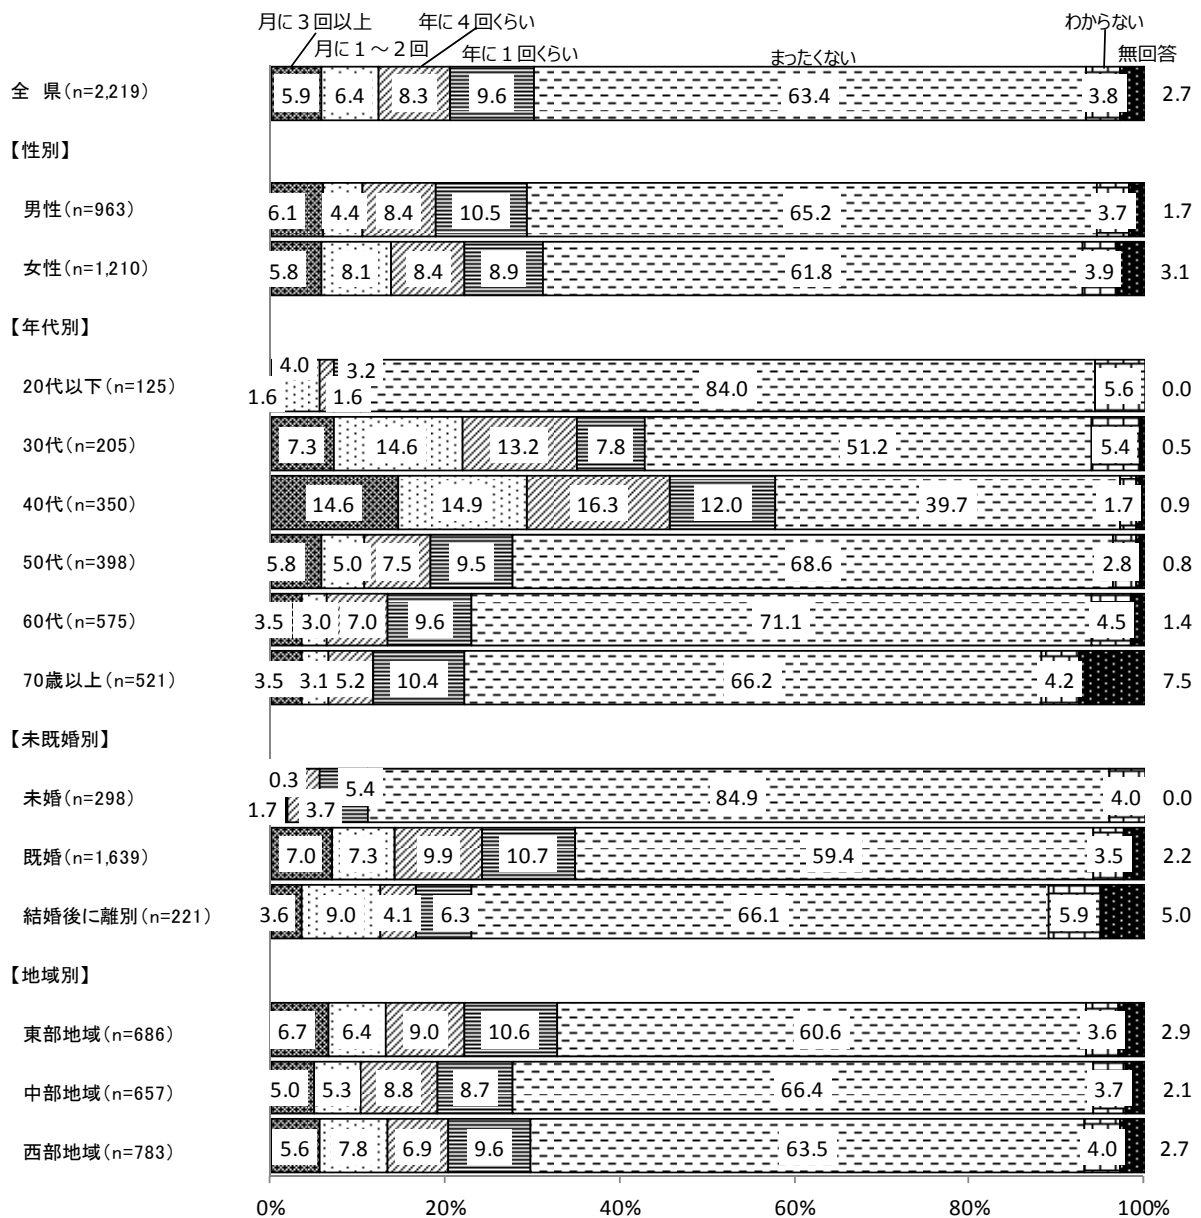 月に３回以上 年に４回くらい わからない
月に１～２回 年に１回くらい まったくない 無回答
全 県(n=2,219) 5.9 6.4 8.3 9.6 63.4 3.8 2.7
【性別】
男性(n=963) 6.1 4.4 8.4 10.5 65.2 3.7 1.7
女性(n=1,210) 5.8 8.1 8.4 8.9 61.8 3.9 3.1
【年代別】
20代以下(n=125) 1.6 4.0 1.6 3.2 84.0 5.6 0.0
30代(n=205) 7.3 14.6 13.2 7.8 51.2 5.4 0.5
40代(n=350) 14.6 14.9 16.3 12.0 39.7 1.7 0.9
50代(n=398) 5.8 5.0 7.5 9.5 68.6 2.8 0.8
60代(n=575) 3.5 3.0 7.0 9.6 71.1 4.5 1.4
70歳以上(n=521) 3.5 3.1 5.2 10.4 66.2 4.2 7.5
【未既婚別】
未婚(n=298) 1.7 0.3 3.7 5.4 84.9 4.0 0.0
既婚(n=1,639) 7.0 7.3 9.9 10.7 59.4 3.5 2.2
結婚後に離別(n=221) 3.6 9.0 4.1 6.3 66.1 5.9 5.0
【地域別】
東部地域(n=686) 6.7 6.4 9.0 10.6 60.6 3.6 2.9
中部地域(n=657) 5.0 5.3 8.8 8.7 66.4 3.7 2.1
西部地域(n=783) 5.6 7.8 6.9 9.6 63.5 4.0 2.7
0% 20% 40% 60% 80% 100%